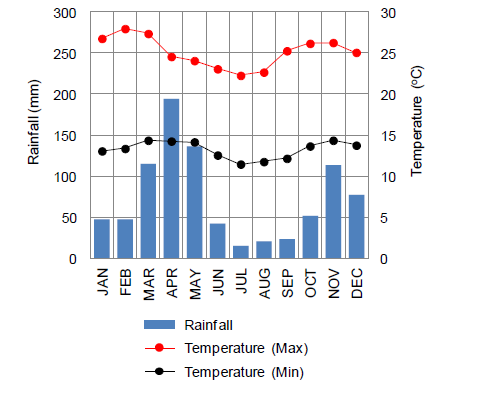 300
250
200
150
100
50
0
Rainfall (mm)
30
25
20
15
10
5
0
Temperature (°C)
JAN
FEB
MAR
APR
MAY
JUN
JUL
AUG
SEP
OCT
NOV
DEC
Rainfall
Temperature (Max)
Temperature (Min)